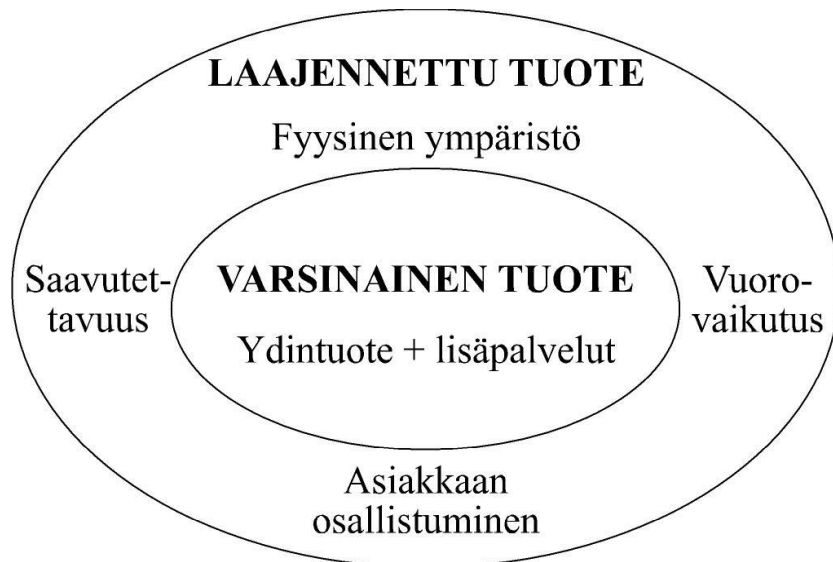 LAAJENNETTU TUOTE
Fyysinen ympäristö
Saavutet-
tavuus
VARSINAINEN TUOTE
Ydintuote + lisäpalvelut
Vuoro-
vaikutus
Asiakkaan
osallistuminen